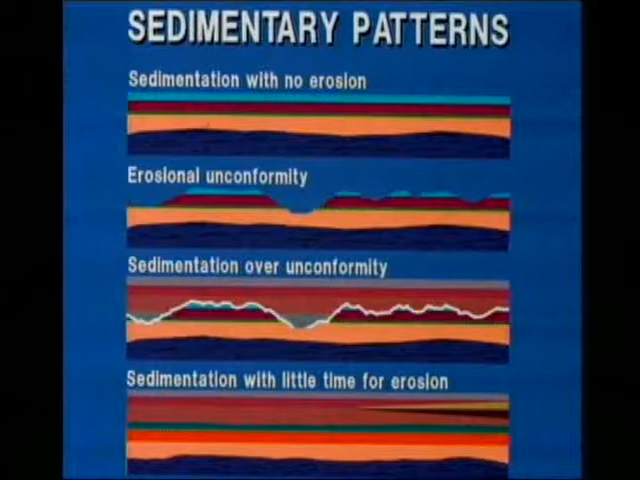 SEDIMENTARY PATTERNS
Sedimentation with no erosion
Erosional unconformity
Sedimentation over unconformity
Sedimentation with little time for erosion